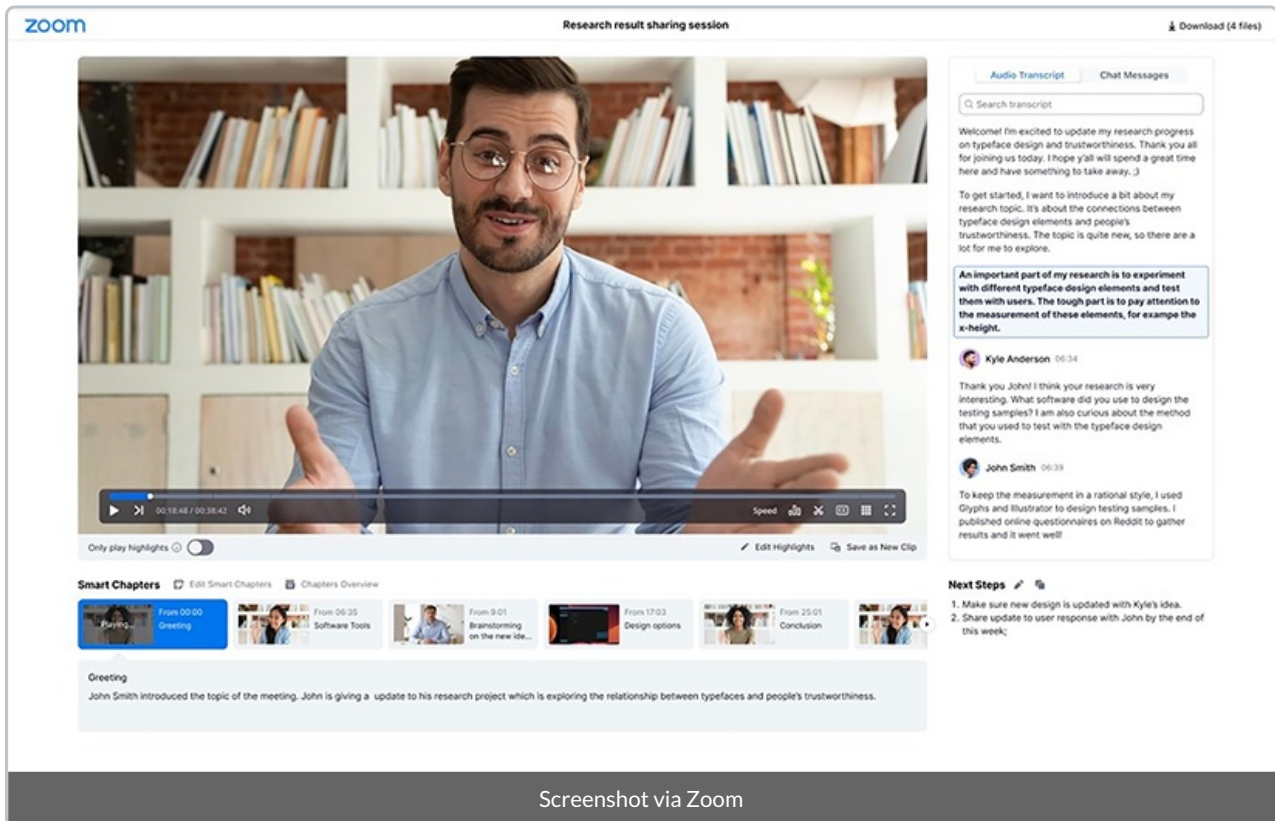 zoom
Research result sharing session
Download (4 files)
Audio Transcript
Chat Messages
Search transcript
Welcome! I'm excited to update my research progress
on typeface design and trustworthiness. Thank you all
for joining us today. I hope y'all will spend a great time
here and have something to take away. ;)
To get started, I want to introduce a bit about my
research topic. It's about the connections between
typeface design elements and people's
trustworthiness. The topic is quite new, so there are a
lot for me to explore.
An important part of my research is to experiment
with different typeface design elements and test
them with users. The tough part is to pay attention to
the measurement of these elements, for exampe the
x-height.
Kyle Anderson 06:34
Thank you John! I think your research is very
interesting. What software did you use to design the
testing samples? I am also curious about the method
that you used to test with the typeface design
elements.
John Smith 06:39
To keep the measurement in a rational style, I used
Glyphs and Illustrator to design testing samples. I
published online questionnaires on Reddit to gather
results and it went well!
00:18:48 / 00:38:42
Speed
CC
Only play highlights
Edit Highlights
Save as New Clip
Smart Chapters
Edit Smart Chapters
Chapters Overview
Playing...
From 00:00
Greeting
From 06:35
Software Tools
From 9:01
Brainstorming
on the new ide...
From 17:03
Design options
From 25:01
Conclusion
Greeting
John Smith introduced the topic of the meeting. John is giving a update to his research project which is exploring the relationship between typefaces and people's trustworthiness.
Next Steps
1. Make sure new design is updated with Kyle's idea.
2. Share update to user response with John by the end of
this week;
Screenshot via Zoom